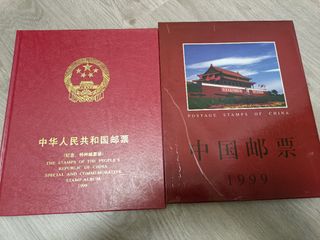 中华人民共和国邮票
(纪念、特种邮票册)
THE STAMPS OF THE PEOPLE'S
REPUBLIC OF CHINA
SPECIAL AND COMMEMORATIVE
STAMP ALBUM
1999
POSTAGE STAMPS OF CHINA
中国邮票
1999